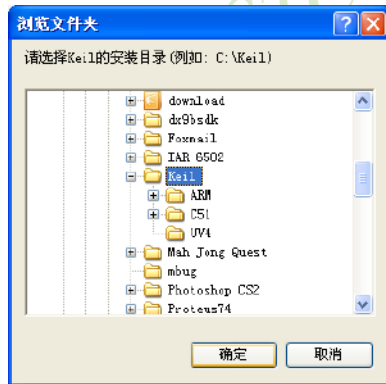 浏览文件夹
请选择Keil的安装目录(例如: C:\Keil)
download
dx9bsdk
Foxmail
IAR 6502
Keil
ARM
C51
UV4
Mah Jong Quest
mbug
Photoshop CS2
Proteus74
确定
取消